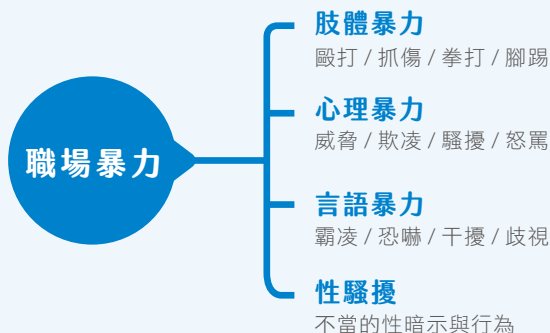 職場暴力
肢體暴力
毆打 / 抓傷 / 拳打 / 腳踢
心理暴力
威脅 / 欺凌 / 騷擾 / 怒罵
言語暴力
霸凌 / 恐嚇 / 干擾 / 歧視
性騷擾
不當的性暗示與行為